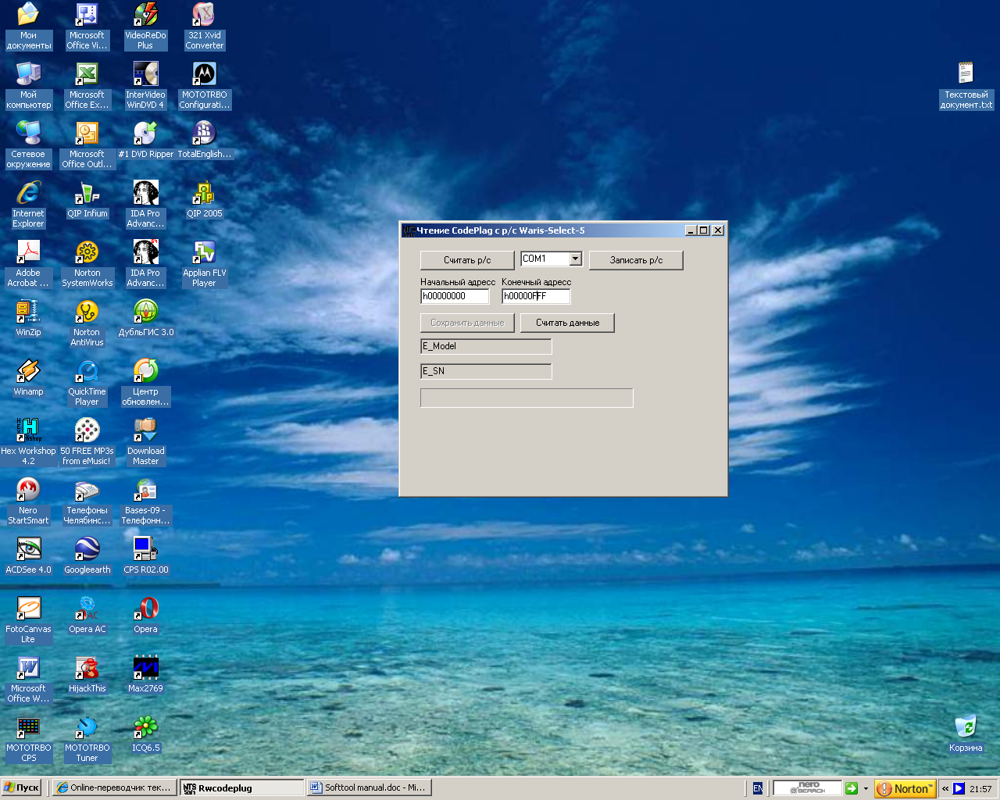 Мои
документы
Microsoft
Office Vi...
VideoReDo
Plus
321 Xvid
Converter
Мой
компьютер
Microsoft
Office Ex...
InterVideo
WinDVD 4
MOTOTRBO
Configurati...
Текстовый
документ.txt
Сетевое
окружение
Microsoft
Office Outl...
#1 DVD Ripper
TotalEnglish...
Internet
Explorer
QIP Infium
IDA Pro
Advanc...
QIP 2005
Adobe
Acrobat ...
Norton
SystemWorks
IDA Pro
Advanc...
Applian FLV
Player
WinZip
Norton
AntiVirus
ДубльГИС 3.0
Winamp
QuickTime
Player
Центр
обновлен...
Hex Workshop
4.2
50 FREE MP3s
from eMusic!
Download
Master
Nero
StartSmart
Телефоны
Челябинс...
Bases-09 -
Телефонн...
ACDSee 4.0
Googleearth
CPS R02.00
FotoCanvas
Lite
Opera AC
Opera
Microsoft
Office W...
HijackThis
Max2769
MOTOTRBO
CPS
MOTOTRBO
Tuner
ICQ6.5
Корзина
Чтение CodePlag с р/с Waris-Select-5
Считать р/с
COM1
Записать р/с
Начальный адресс
Конечный адресс
h00000000
h00000FFF
Сохранить данные
Считать данные
E_Model
E_SN
Пуск
Online-переводчик тек...
NTS
SOFT
Rwcodeplug
Softtool manual.doc - Mi...
EN
nero
@SEARCH
Norton™
21:57